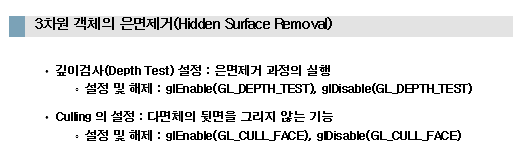 3차원 객체의 은면제거(Hidden Surface Removal)
• 깊이검사(Depth Test) 설정 : 은면제거 과정의 실행
◦ 설정 및 해제 : glEnable(GL_DEPTH_TEST), glDisable(GL_DEPTH_TEST)
• Culling 의 설정 : 다면체의 뒷면을 그리지 않는 기능
◦ 설정 및 해제 : glEnable(GL_CULL_FACE), glDisable(GL_CULL_FACE)